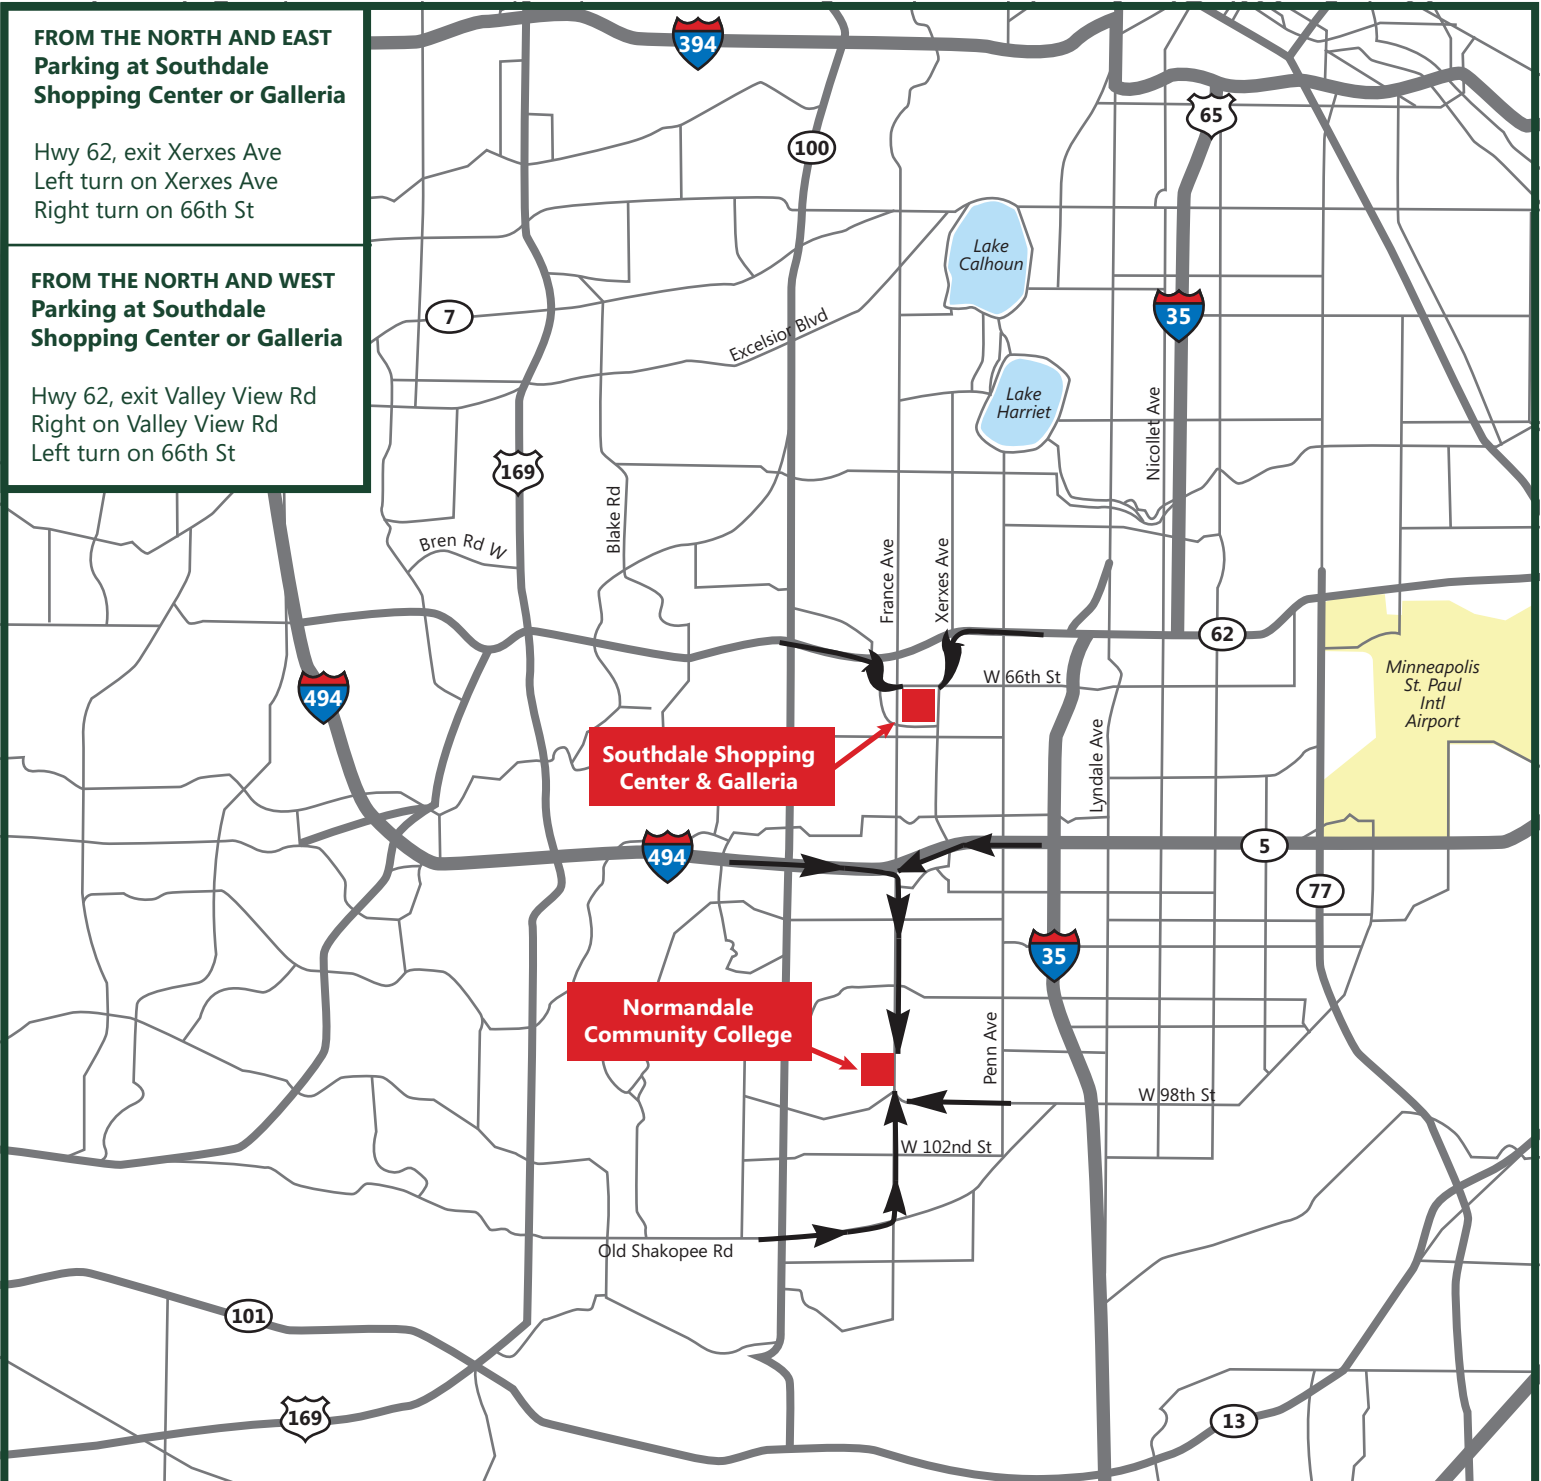 FROM THE NORTH AND EAST
Parking at Southdale
Shopping Center or Galleria
Hwy 62, exit Xerxes Ave
Left turn on Xerxes Ave
Right turn on 66th St
FROM THE NORTH AND WEST
Parking at Southdale
Shopping Center or Galleria
Hwy 62, exit Valley View Rd
Right on Valley View Rd
Left turn on 66th St
394
65
100
Lake
Calhoun
7
35
Excelsior Blvd
Lake
Harriet
Nicollet Ave
169
Blake Rd
Bren Rd W
France Ave
Xerxes Ave
62
W 66th St
Minneapolis
St. Paul
Intl
Airport
494
Southdale Shopping
Center & Galleria
Lyndale Ave
494
5
77
35
Normandale
Community College
Penn Ave
W 98th St
W 102nd St
Old Shakopee Rd
101
169
13